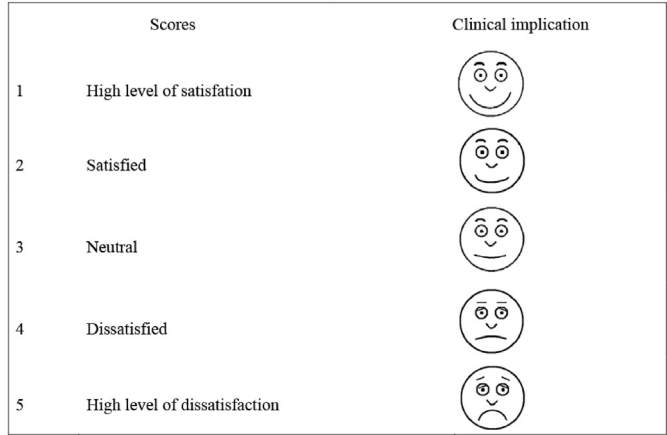 Scores Clinical implication
1 High level of satisfation
2 Satisfied
3 Neutral
4 Dissatisfied
5 High level of dissatisfaction